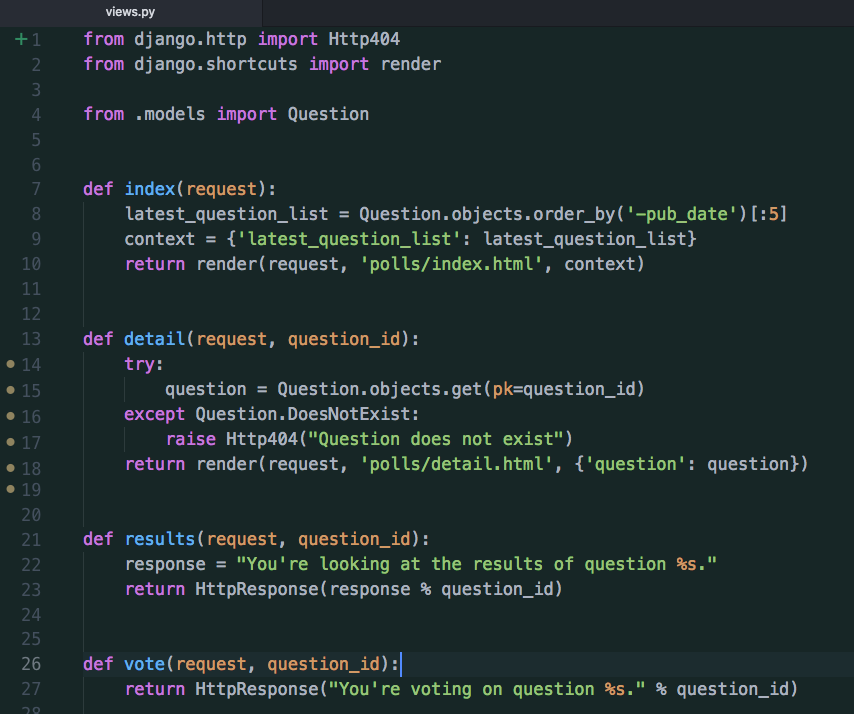 views.py
+ 1 from django.http import Http404
2 from django.shortcuts import render
3
4 from .models import Question
5
6
7 def index(request):
8     latest_question_list = Question.objects.order_by('-pub_date')[:5]
9     context = {'latest_question_list': latest_question_list}
10     return render(request, 'polls/index.html', context)
11
12
13 def detail(request, question_id):
14     try:
15         question = Question.objects.get(pk=question_id)
16     except Question.DoesNotExist:
17         raise Http404("Question does not exist")
18     return render(request, 'polls/detail.html', {'question': question})
19
20
21 def results(request, question_id):
22     response = "You're looking at the results of question %s."
23     return HttpResponse(response % question_id)
24
25
26 def vote(request, question_id):
27     return HttpResponse("You're voting on question %s." % question_id)
28